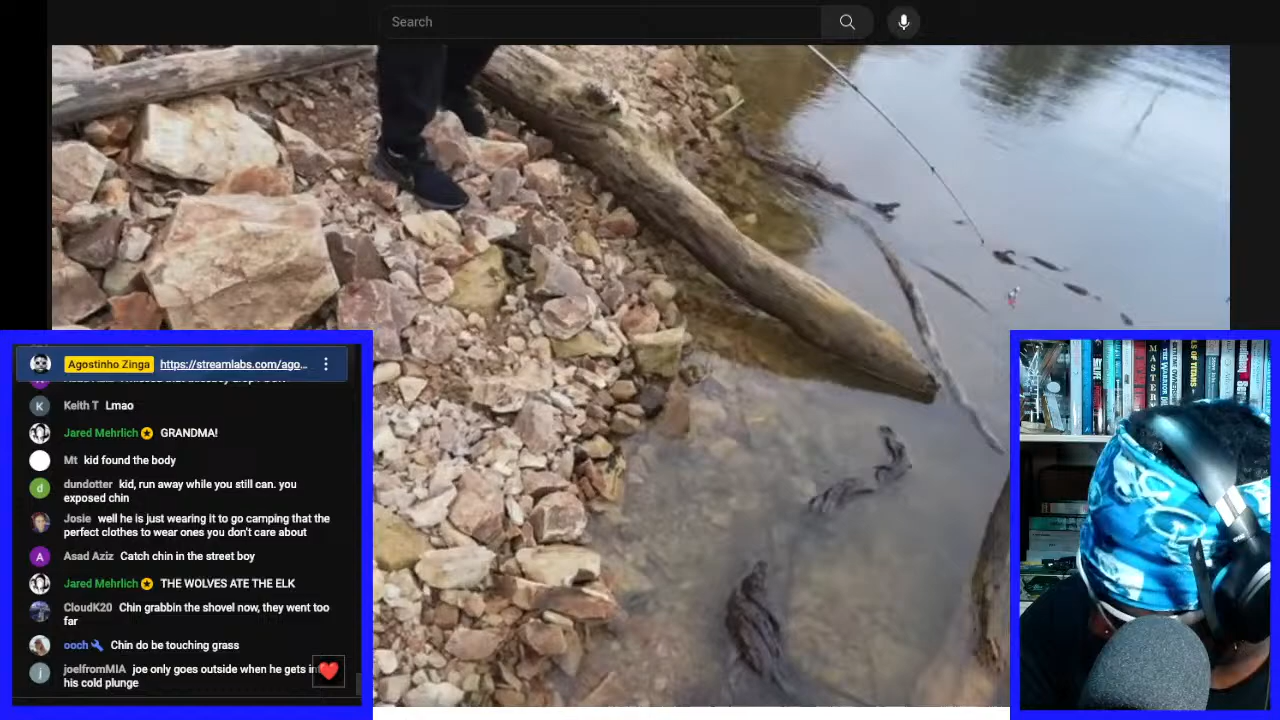 Search
Agostinho Zinga https://streamlabs.com/ago...
Keith T Lmao
Jared Mehrlich GRANDMA!
Mt kid found the body
dundotter kid, run away while you still can. you
exposed chin
Josie well he is just wearing it to go camping that the
perfect clothes to wear ones you don't care about
Asad Aziz Catch chin in the street boy
Jared Mehrlich THE WOLVES ATE THE ELK
CloudK20 Chin grabbin the shovel now, they went too
far
ooch Chin do be touching grass
joelfromMIA joe only goes outside when he gets in
his cold plunge
MASTERY